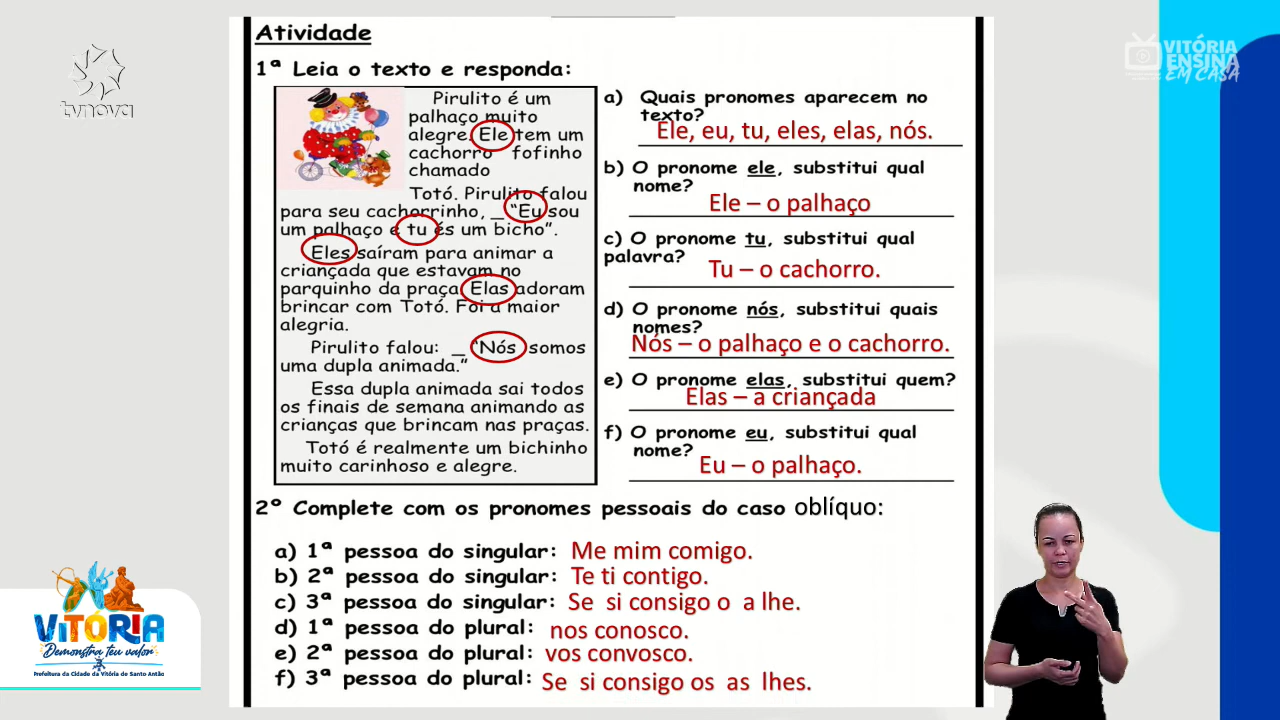 Atividade
1ª Leia o texto e responda:
Pirulito é um
palhaço muito
alegre. Ele tem um
cachorro fofinho
chamado
Totó. Pirulito falou
para seu cachorrinho, _ “Eu sou
um palhaço e tu és um bicho”.
Eles saíram para animar a
criançada que estavam no
parquinho da praça. Elas adoram
brincar com Totó. Foi a maior
alegria.
Pirulito falou: _ “Nós somos
uma dupla animada.”
Essa dupla animada sai todos
os finais de semana animando as
crianças que brincam nas praças.
Totó é realmente um bichinho
muito carinhoso e alegre.
a) Quais pronomes aparecem no
texto?
Ele, eu, tu, eles, elas, nós.
b) O pronome ele, substitui qual
nome?
Ele – o palhaço
c) O pronome tu, substitui qual
palavra?
Tu – o cachorro.
d) O pronome nós, substitui quais
nomes?
Nós – o palhaço e o cachorro.
e) O pronome elas, substitui quem?
Elas – a criançada
f) O pronome eu, substitui qual
nome?
Eu – o palhaço.
2º Complete com os pronomes pessoais do caso oblíquo:
a) 1ª pessoa do singular: Me mim comigo.
b) 2ª pessoa do singular: Te ti contigo.
c) 3ª pessoa do singular: Se si consigo o a lhe.
d) 1ª pessoa do plural: nos conosco.
e) 2ª pessoa do plural: vos convosco.
f) 3ª pessoa do plural: Se si consigo os as lhes.
tvnova
VITÓRIA
ENSINA
EM CASA
VITÓRIA
Demonstra teu valor
Prefeitura da Cidade da Vitória de Santo Antão